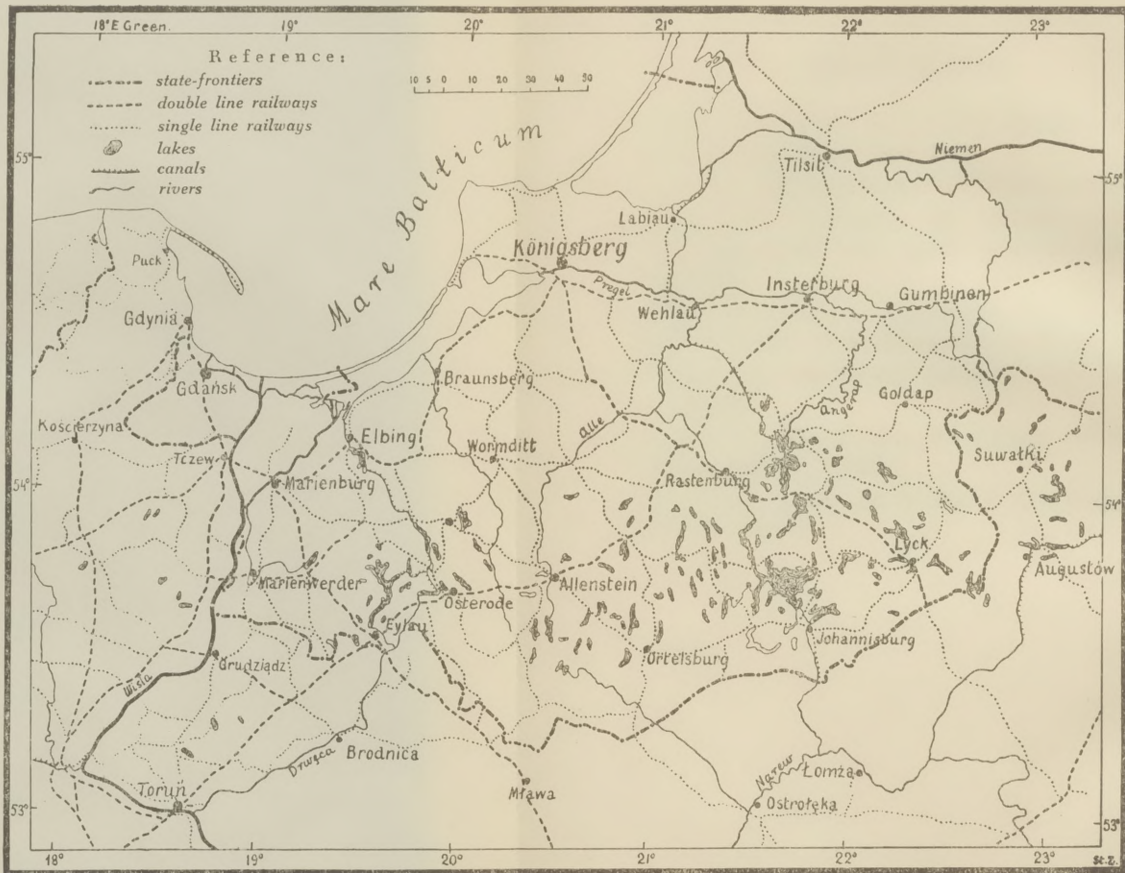 18°E Green.
19°
20°
21°
22°
23°
Reference:
state-frontiers
double line railways
single line railways
lakes
canals
rivers
10 5 0 10 20 30 40 50
Mare Balticum
55°
55°
Niemen
Tilsit
Labiau
Königsberg
Puck
Pregel
Insterburg
Gumbinen
Wehlau
Gdynia
Gdańsk
Braunsberg
Angerap
Goldap
Kościerzyna
Elbing
Alle
Wormditt
Tczew
Suwałki
Marienburg
Rastenburg
54°
54°
Lyck
Augustów
Marienwerder
Allenstein
Osterode
Eylau
Johannisburg
Grudziądz
Ortelsburg
Wisła
Drwęca
Brodnica
Narew
Łomża
Toruń
Mława
Ostrołęka
53°
53°
18°
19°
20°
21°
22°
23°
St.Z.